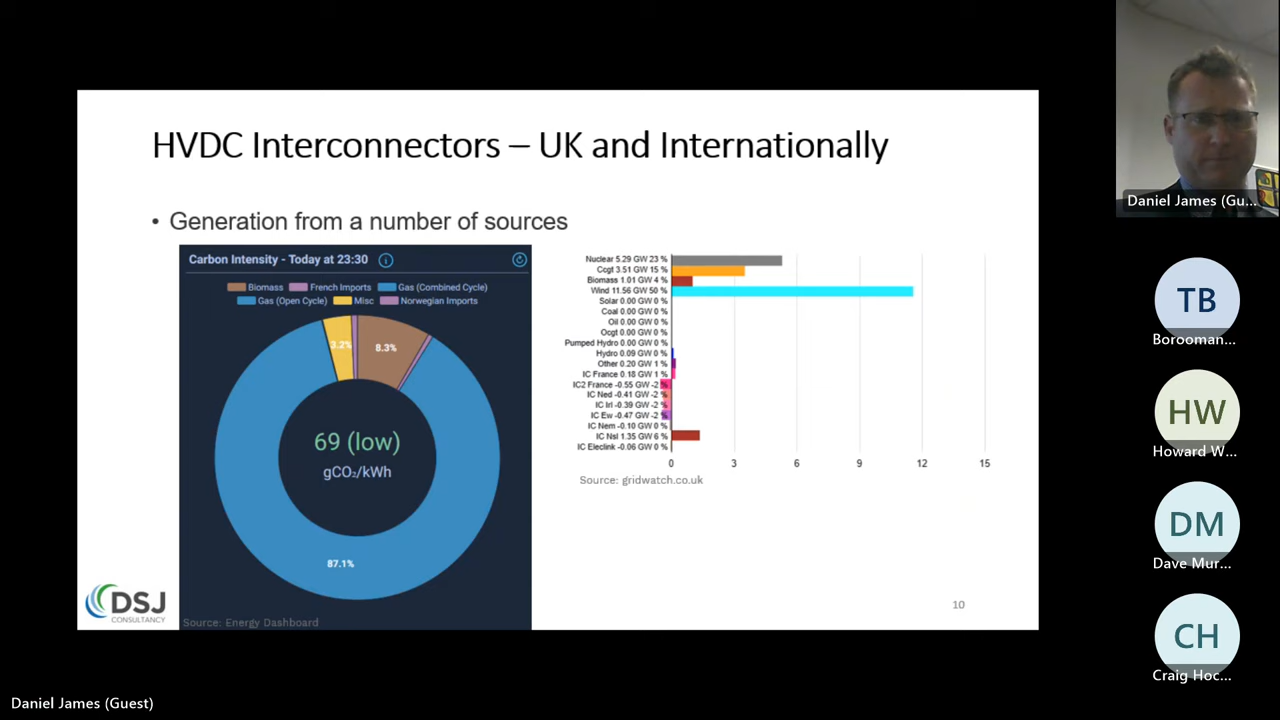 HVDC Interconnectors – UK and Internationally
• Generation from a number of sources
Carbon Intensity - Today at 23:30
Biomass French Imports Gas (Combined Cycle)
Gas (Open Cycle) Misc Norwegian Imports
3.2%
8.3%
69 (low)
gCO₂/kWh
87.1%
Source: Energy Dashboard
Nuclear 5.29 GW 23 %
Ccgt 3.51 GW 15 %
Biomass 1.01 GW 4 %
Wind 11.56 GW 50 %
Solar 0.00 GW 0 %
Coal 0.00 GW 0 %
Oil 0.00 GW 0 %
Ocgt 0.00 GW 0 %
Pumped Hydro 0.00 GW 0 %
Hydro 0.09 GW 0 %
Other 0.20 GW 1 %
IC France 0.18 GW 1 %
IC2 France -0.55 GW -2 %
IC Ned -0.41 GW -2 %
IC Irl -0.39 GW -2 %
IC Ew -0.47 GW -2 %
IC Nem -0.10 GW 0 %
IC Nsl 1.35 GW 6 %
IC Eleclink -0.06 GW 0 %
0 3 6 9 12 15
Source: gridwatch.co.uk
DSJ
CONSULTANCY
10
Daniel James (Gu...
TB
Borooman...
HW
Howard W...
DM
Dave Mur...
CH
Craig Hoc...
Daniel James (Guest)